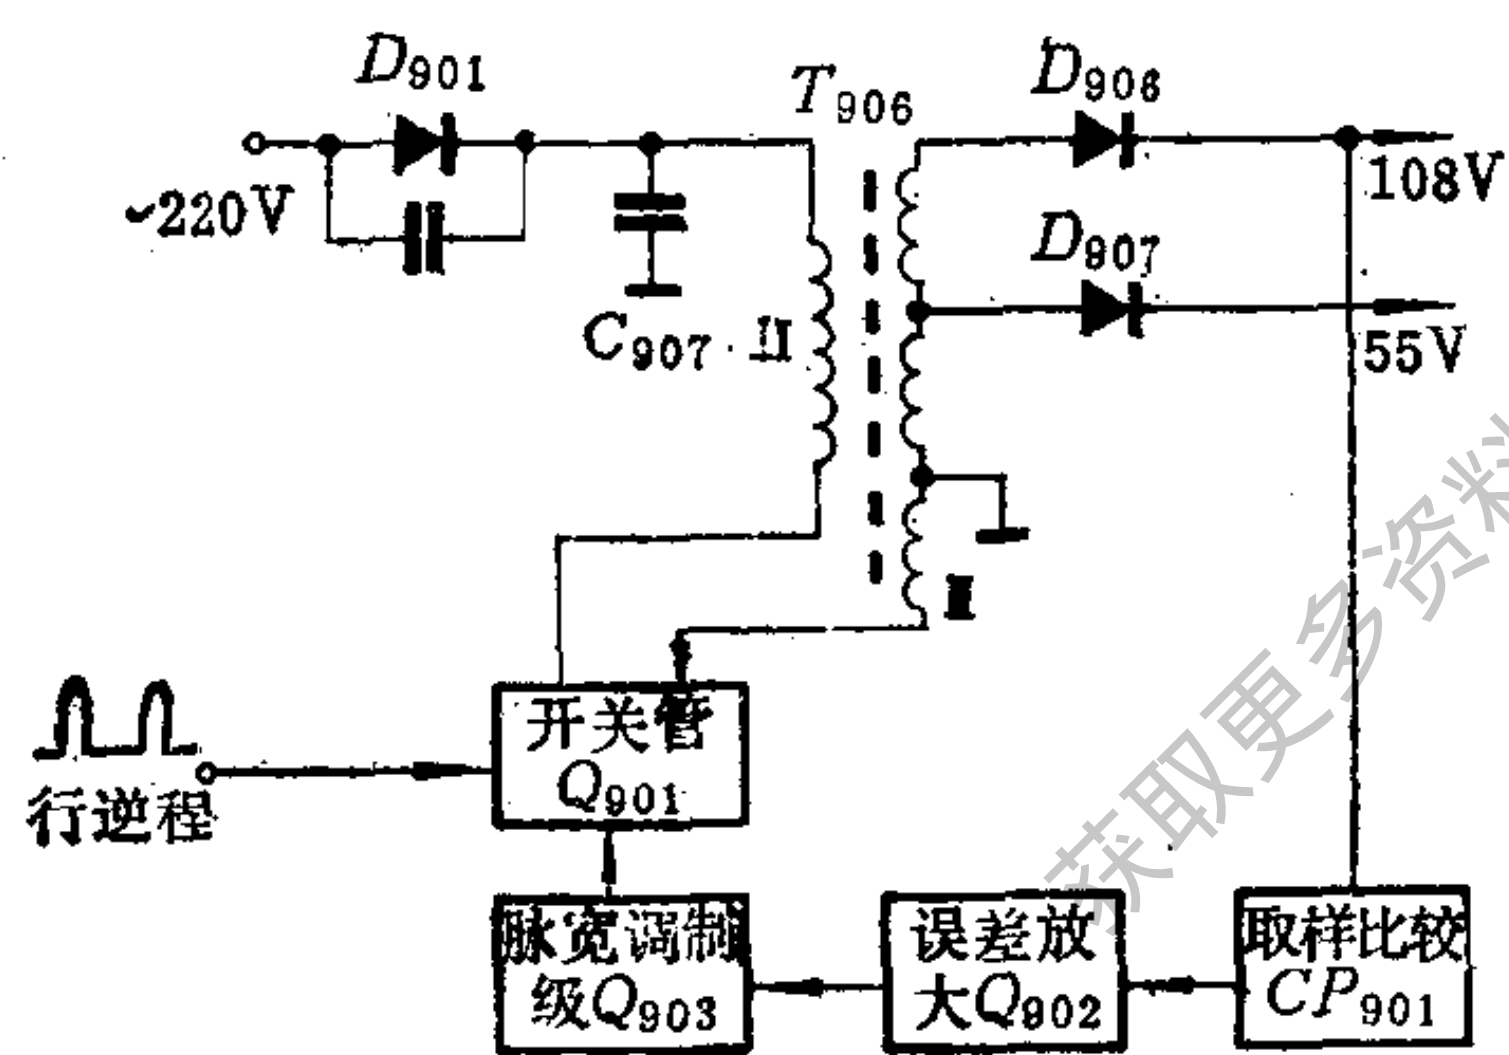 D901
T906
D906
~220V
108V
D907
C907
II
55V
III
开关管
Q901
行逆程
脉宽调制
级Q903
误差放
大Q902
取样比较
CP901
获取更多资料